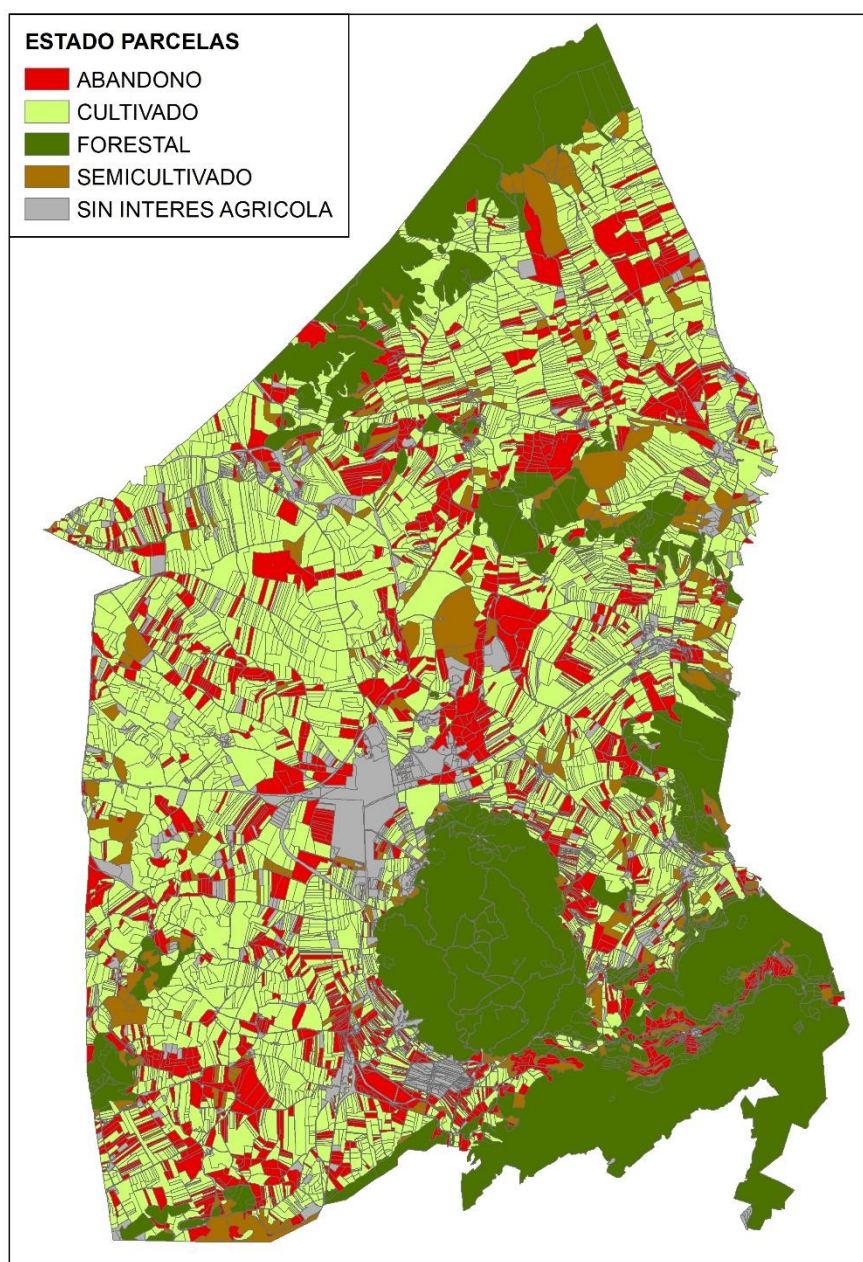 ESTADO PARCELAS
ABANDONO
CULTIVADO
FORESTAL
SEMICULTIVADO
SIN INTERES AGRICOLA